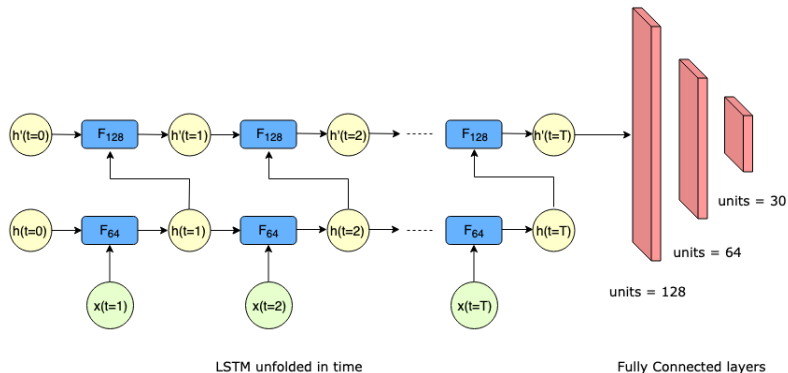 h'(t=0) F128 h'(t=1) F128 h'(t=2) F128 h'(t=T)
h(t=0) F64 h(t=1) F64 h(t=2) F64 h(t=T)
x(t=1) x(t=2) x(t=T)
units = 30
units = 64
units = 128
LSTM unfolded in time Fully Connected layers